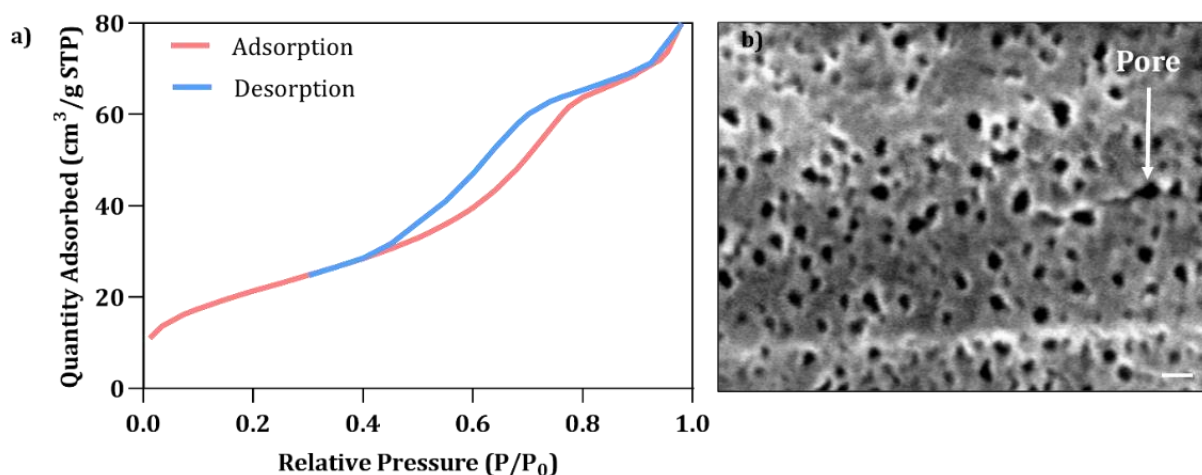 a)
Quantity Adsorbed (cm³/g STP)
80
60
40
20
0
Adsorption
Desorption
0.0 0.2 0.4 0.6 0.8 1.0
Relative Pressure (P/P₀)
b)
Pore